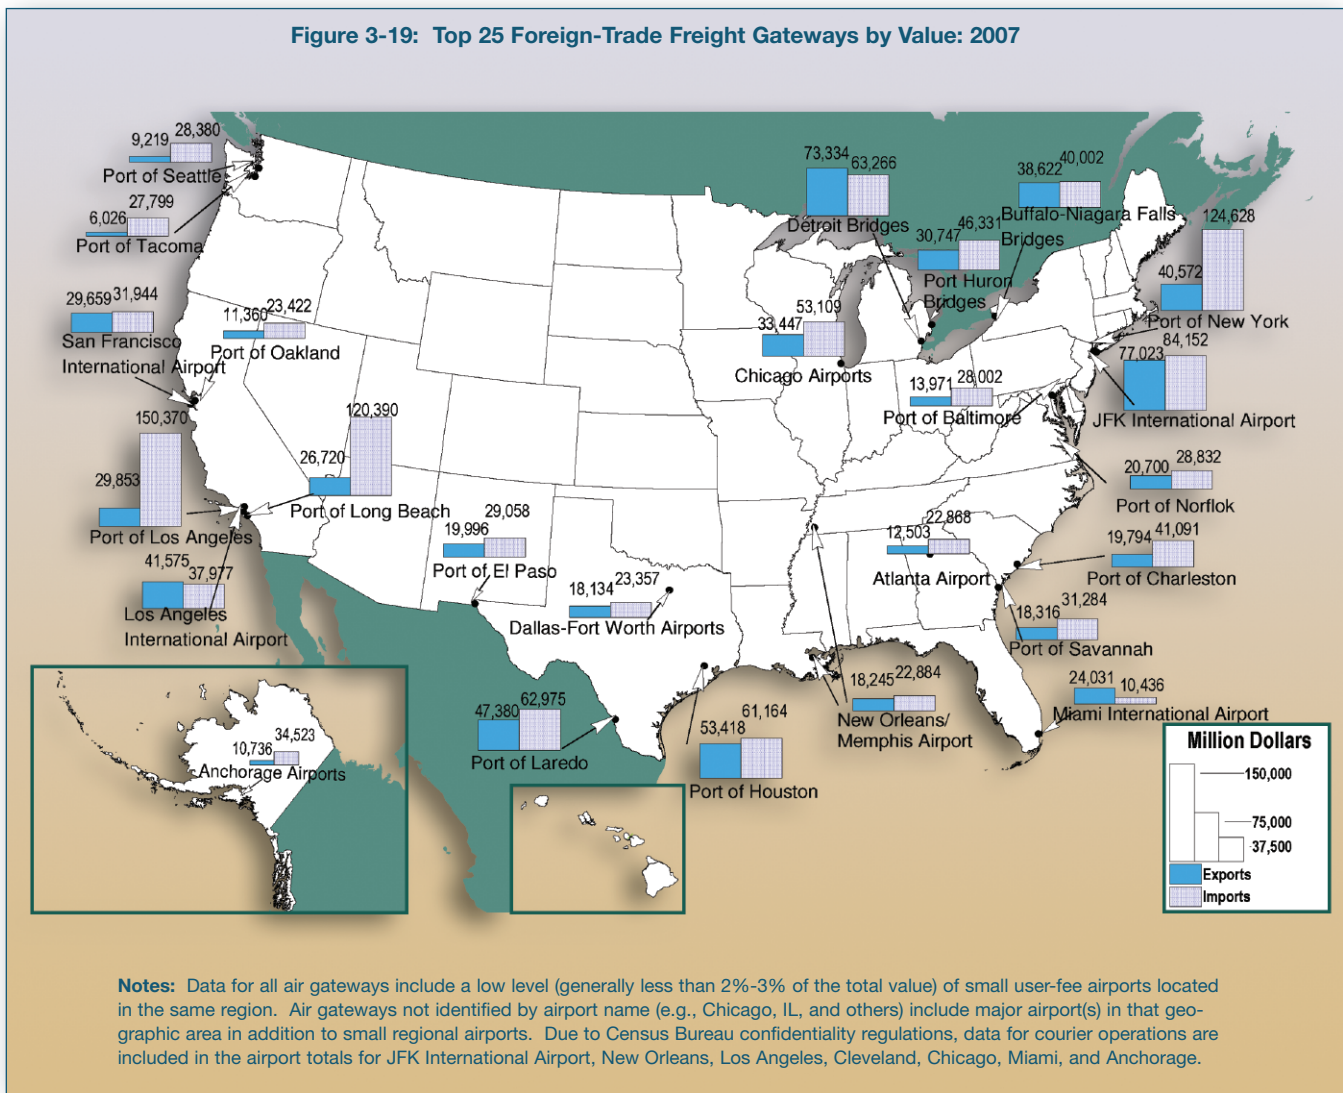 Figure 3-19:  Top 25 Foreign-Trade Freight Gateways by Value: 2007
9,219 28,380
Port of Seattle
27,799
6,026
Port of Tacoma
29,659 31,944
San Francisco
International Airport
11,360 23,422
Port of Oakland
150,370
29,853
Port of Los Angeles
120,390
26,720
Port of Long Beach
41,575 37,977
Los Angeles
International Airport
29,058
19,996
Port of El Paso
18,134 23,357
Dallas-Fort Worth Airports
47,380 62,975
Port of Laredo
53,418 61,164
Port of Houston
18,245 22,884
New Orleans/
Memphis Airport
73,334 63,266
Detroit Bridges
38,622 40,002
Buffalo-Niagara Falls
Bridges
30,747 46,331
Port Huron
Bridges
53,109
33,447
Chicago Airports
124,628
40,572
Port of New York
77,023 84,152
JFK International Airport
13,971 28,002
Port of Baltimore
20,700 28,832
Port of Norflok
12,503 22,868
Atlanta Airport
19,794 41,091
Port of Charleston
18,316 31,284
Port of Savannah
24,031 10,436
Miami International Airport
34,523
10,736
Anchorage Airports
Million Dollars
150,000
75,000
37,500
Exports
Imports
Notes:  Data for all air gateways include a low level (generally less than 2%-3% of the total value) of small user-fee airports located
in the same region.  Air gateways not identified by airport name (e.g., Chicago, IL, and others) include major airport(s) in that geo-
graphic area in addition to small regional airports.  Due to Census Bureau confidentiality regulations, data for courier operations are
included in the airport totals for JFK International Airport, New Orleans, Los Angeles, Cleveland, Chicago, Miami, and Anchorage.